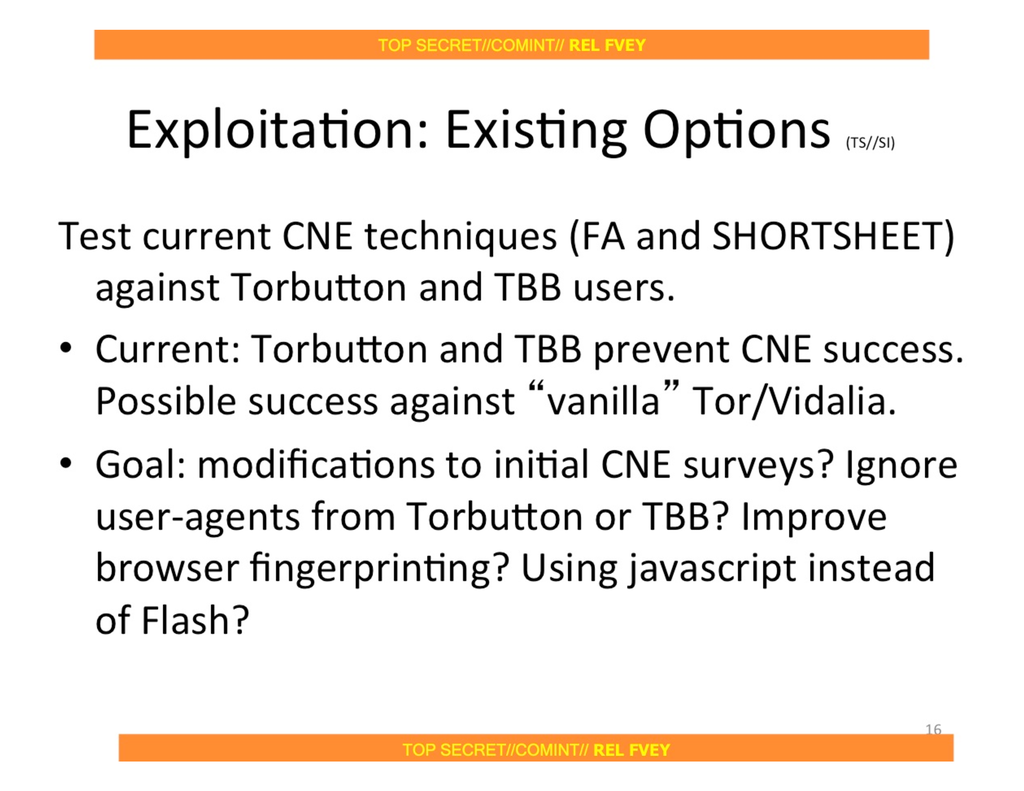 TOP SECRET//COMINT// REL FVEY
Exploitation: Existing Options (TS//SI)
Test current CNE techniques (FA and SHORTSHEET)
against Torbutton and TBB users.
• Current: Torbutton and TBB prevent CNE success.
Possible success against “vanilla” Tor/Vidalia.
• Goal: modifications to initial CNE surveys? Ignore
user-agents from Torbutton or TBB? Improve
browser fingerprinting? Using javascript instead
of Flash?
16
TOP SECRET//COMINT// REL FVEY